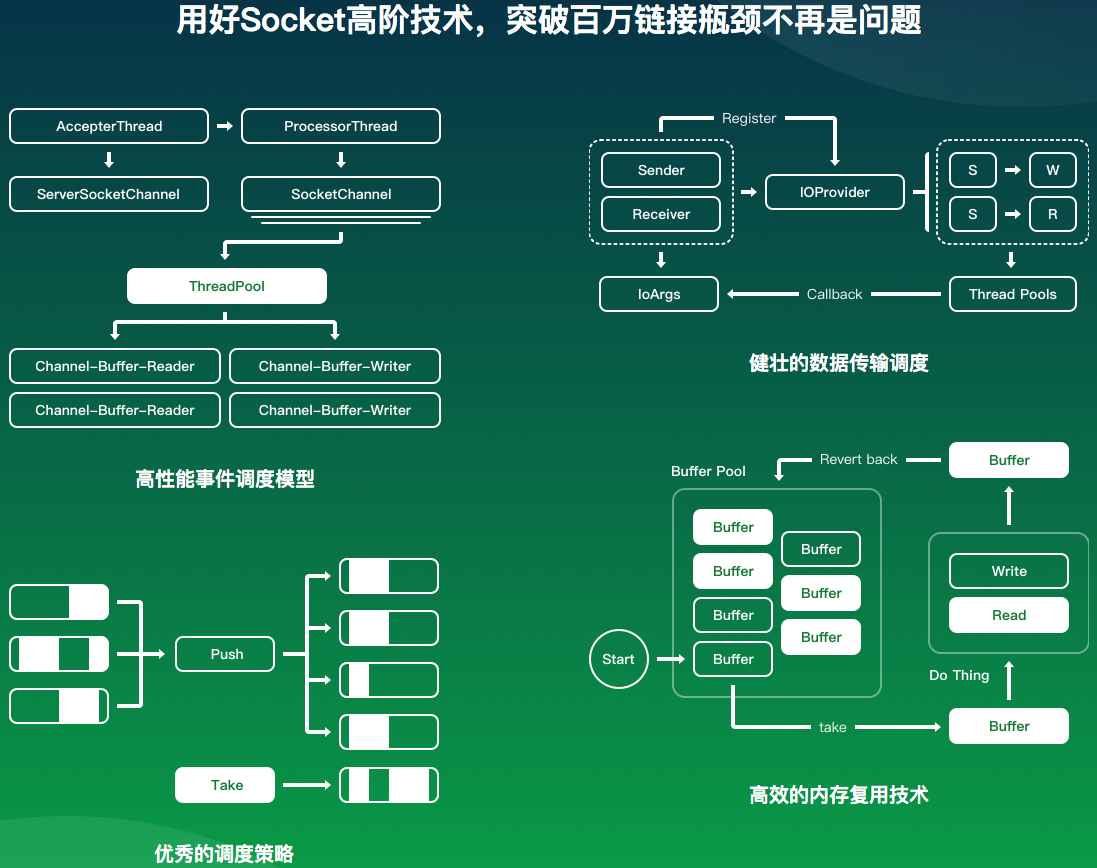 用好Socket高阶技术，突破百万链接瓶颈不再是问题
AccepterThread
ProcessorThread
ServerSocketChannel
SocketChannel
ThreadPool
Channel-Buffer-Reader
Channel-Buffer-Writer
Channel-Buffer-Reader
Channel-Buffer-Writer
高性能事件调度模型
Register
Sender
Receiver
IOProvider
S
W
S
R
IoArgs
Callback
Thread Pools
健壮的数据传输调度
Push
Take
优秀的调度策略
Buffer Pool
Revert back
Buffer
Buffer
Buffer
Buffer
Buffer
Buffer
Buffer
Buffer
Write
Read
Start
Do Thing
take
Buffer
高效的内存复用技术